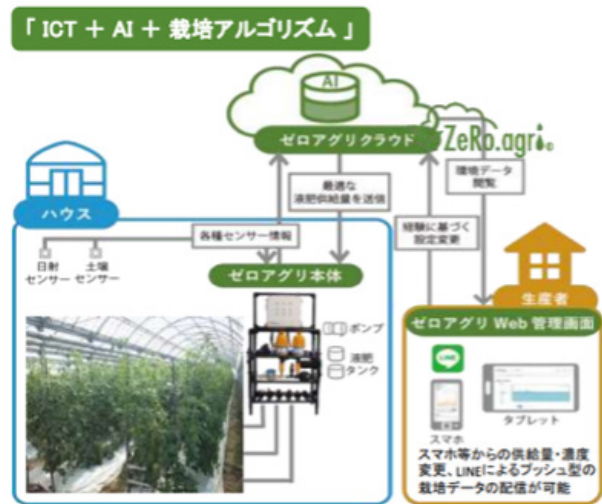 「 ICT ＋ AI ＋ 栽培アルゴリズム 」
AI
ゼロアグリクラウド
ZeRo.agri
最適な
液肥供給量を送信
環境データ
閲覧
ハウス
各種センサー情報
経験に基づく
設定変更
日射
センサー
土壌
センサー
ゼロアグリ本体
生産者
ポンプ
液肥
タンク
ゼロアグリ Web 管理画面
LINE
スマホ
タブレット
スマホ等からの供給量・濃度
変更、LINEによるプッシュ型の
栽培データの配信が可能